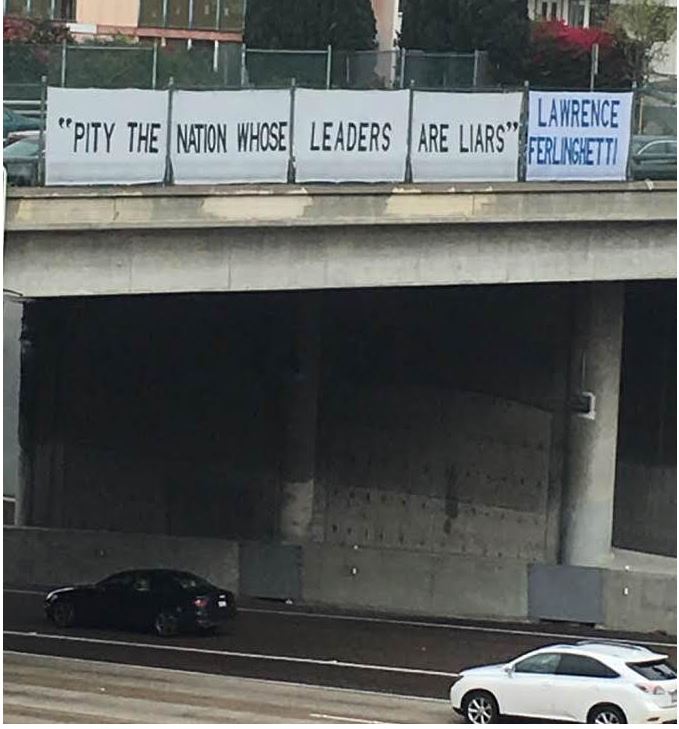 “PITY THE NATION WHOSE LEADERS ARE LIARS”
LAWRENCE
FERLINGHETTI